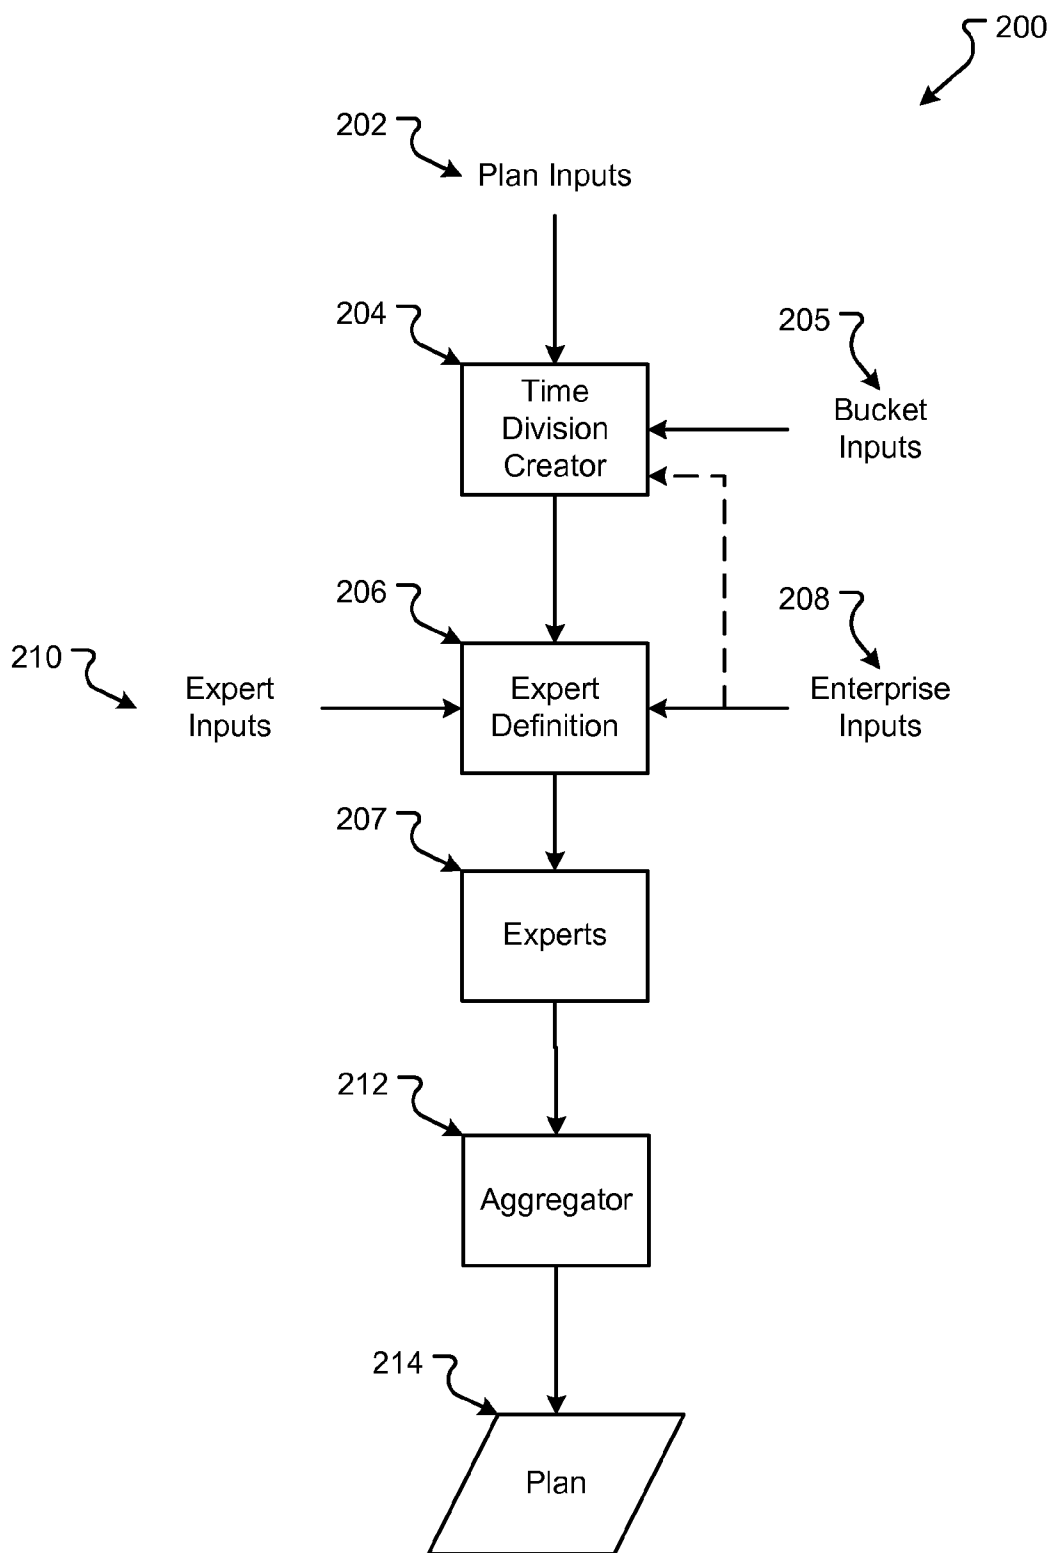 200
202
Plan Inputs
204
205
Time
Division
Creator
Bucket
Inputs
206
208
210
Expert
Inputs
Expert
Definition
Enterprise
Inputs
207
Experts
212
Aggregator
214
Plan